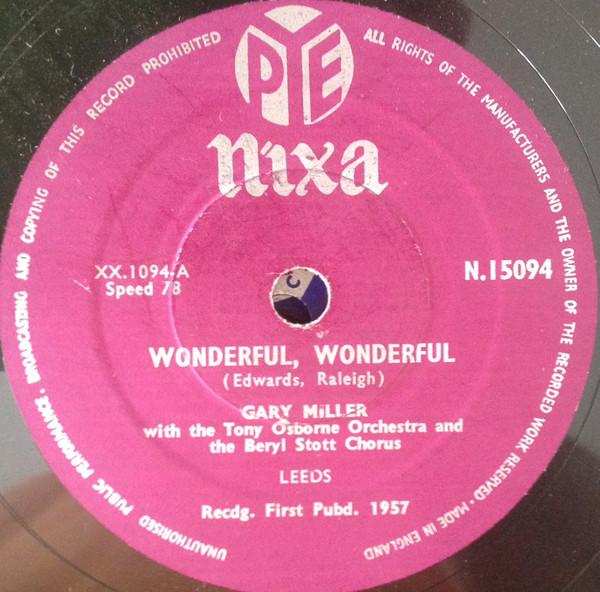 UNAUTHORISED PUBLIC PERFORMANCE, BROADCASTING AND COPYING OF THIS RECORD PROHIBITED
ALL RIGHTS OF THE MANUFACTURERS AND THE OWNER OF THE RECORDED WORK RESERVED • MADE IN ENGLAND
PYE
nixa
XX.1094-A
Speed 78
N.15094
C
WONDERFUL, WONDERFUL
(Edwards, Raleigh)
GARY MILLER
with the Tony Osborne Orchestra and
the Beryl Stott Chorus
LEEDS
Recdg. First Pubd. 1957